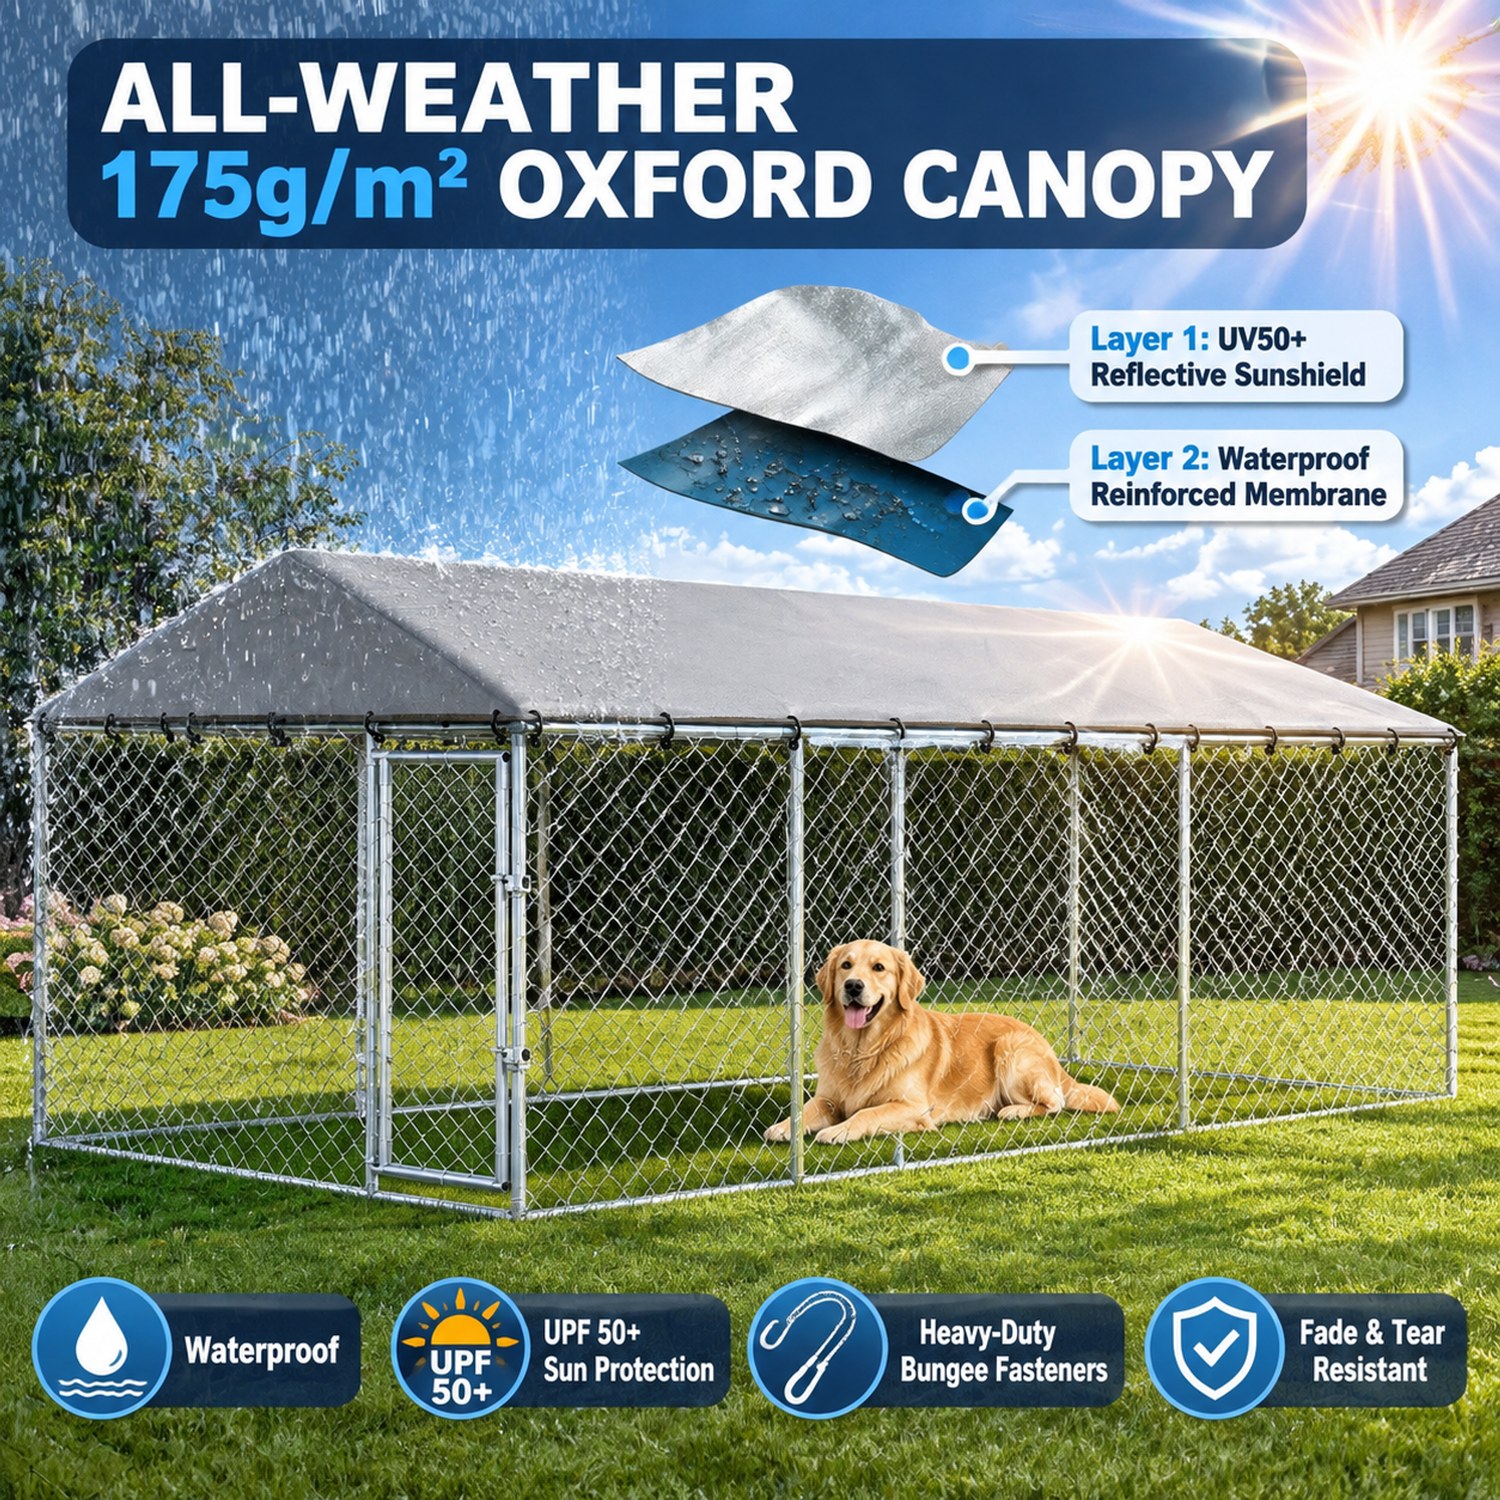 ALL-WEATHER
175g/m² OXFORD CANOPY
Layer 1: UV50+
Reflective Sunshield
Layer 2: Waterproof
Reinforced Membrane
Waterproof
UPF
50+
UPF 50+
Sun Protection
Heavy-Duty
Bungee Fasteners
Fade & Tear
Resistant